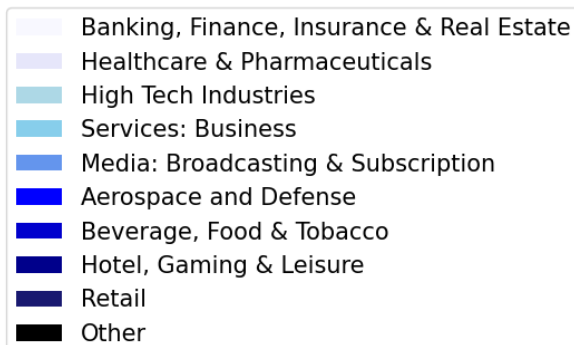 Banking, Finance, Insurance & Real Estate
Healthcare & Pharmaceuticals
High Tech Industries
Services: Business
Media: Broadcasting & Subscription
Aerospace and Defense
Beverage, Food & Tobacco
Hotel, Gaming & Leisure
Retail
Other